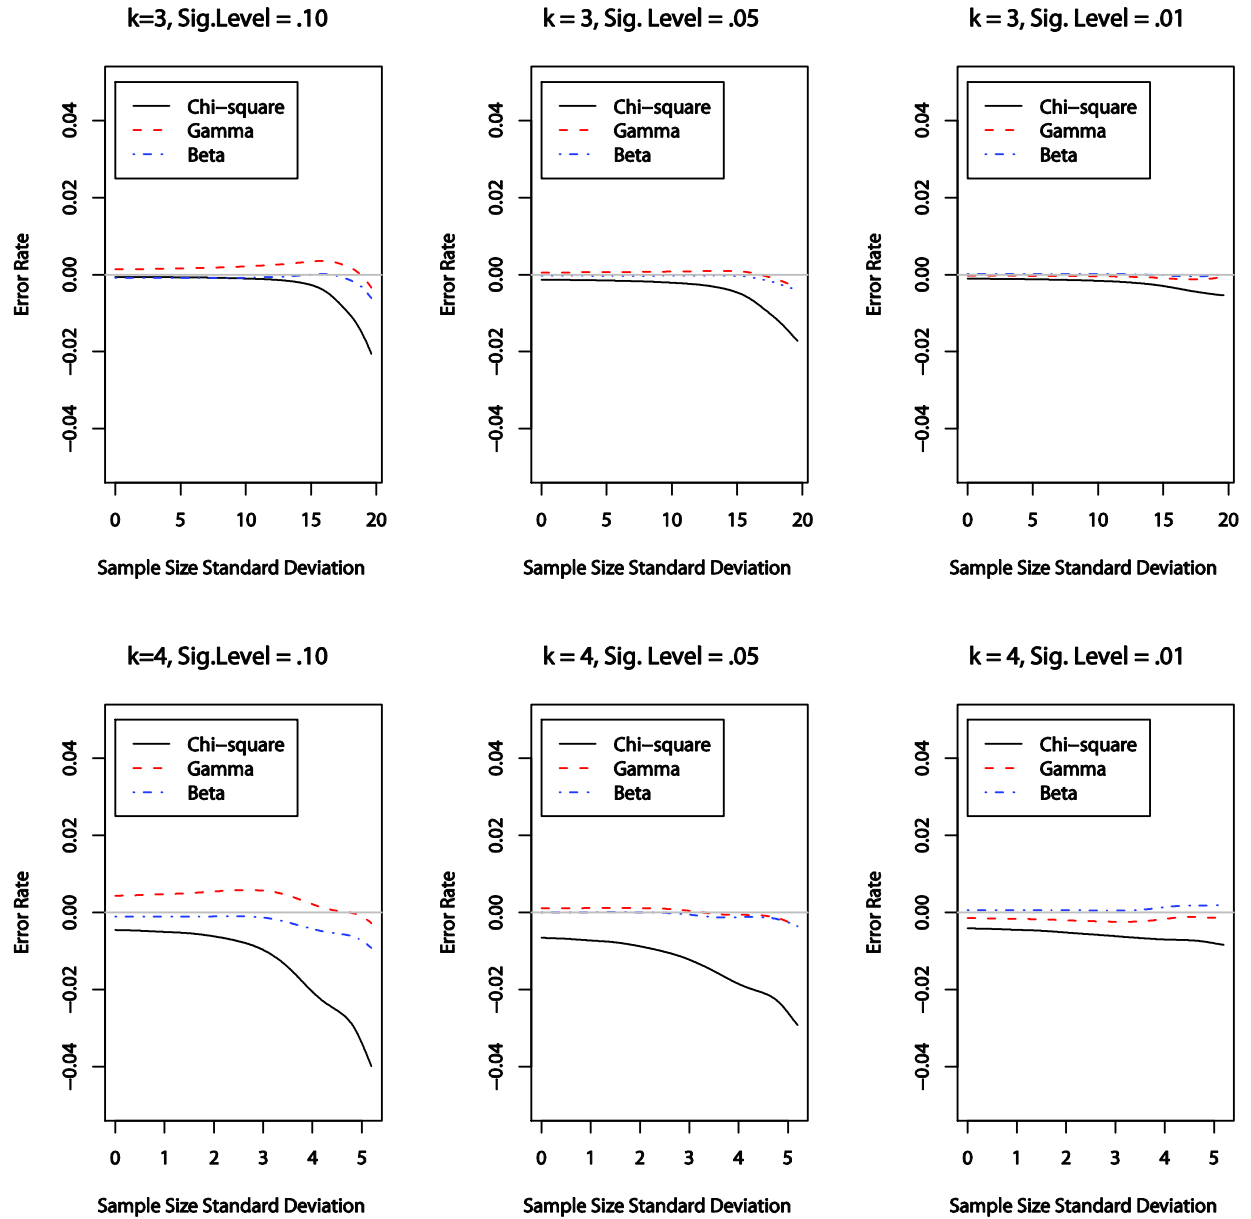 k=3, Sig.Level = .10
k = 3, Sig. Level = .05
k = 3, Sig. Level = .01
Error Rate
0.04
0.02
0.00
−0.02
−0.04
Chi−square
Gamma
Beta
0 5 10 15 20
Sample Size Standard Deviation
Error Rate
0.04
0.02
0.00
−0.02
−0.04
Chi−square
Gamma
Beta
0 5 10 15 20
Sample Size Standard Deviation
Error Rate
0.04
0.02
0.00
−0.02
−0.04
Chi−square
Gamma
Beta
0 5 10 15 20
Sample Size Standard Deviation
k=4, Sig.Level = .10
k = 4, Sig. Level = .05
k = 4, Sig. Level = .01
Error Rate
0.04
0.02
0.00
−0.02
−0.04
Chi−square
Gamma
Beta
0 1 2 3 4 5
Sample Size Standard Deviation
Error Rate
0.04
0.02
0.00
−0.02
−0.04
Chi−square
Gamma
Beta
0 1 2 3 4 5
Sample Size Standard Deviation
Error Rate
0.04
0.02
0.00
−0.02
−0.04
Chi−square
Gamma
Beta
0 1 2 3 4 5
Sample Size Standard Deviation